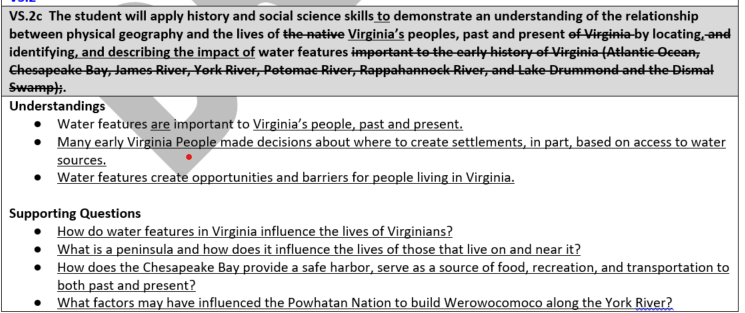 VS.2c The student will apply history and social science skills to demonstrate an understanding of the relationship
between physical geography and the lives of the native Virginia's peoples, past and present of Virginia by locating, and
identifying, and describing the impact of water features important to the early history of Virginia (Atlantic Ocean,
Chesapeake Bay, James River, York River, Potomac River, Rappahannock River, and Lake Drummond and the Dismal
Swamp);.
Understandings
● Water features are important to Virginia's people, past and present.
● Many early Virginia People made decisions about where to create settlements, in part, based on access to water
sources.
● Water features create opportunities and barriers for people living in Virginia.
Supporting Questions
● How do water features in Virginia influence the lives of Virginians?
● What is a peninsula and how does it influence the lives of those that live on and near it?
● How does the Chesapeake Bay provide a safe harbor, serve as a source of food, recreation, and transportation to
both past and present?
● What factors may have influenced the Powhatan Nation to build Werowocomoco along the York River?